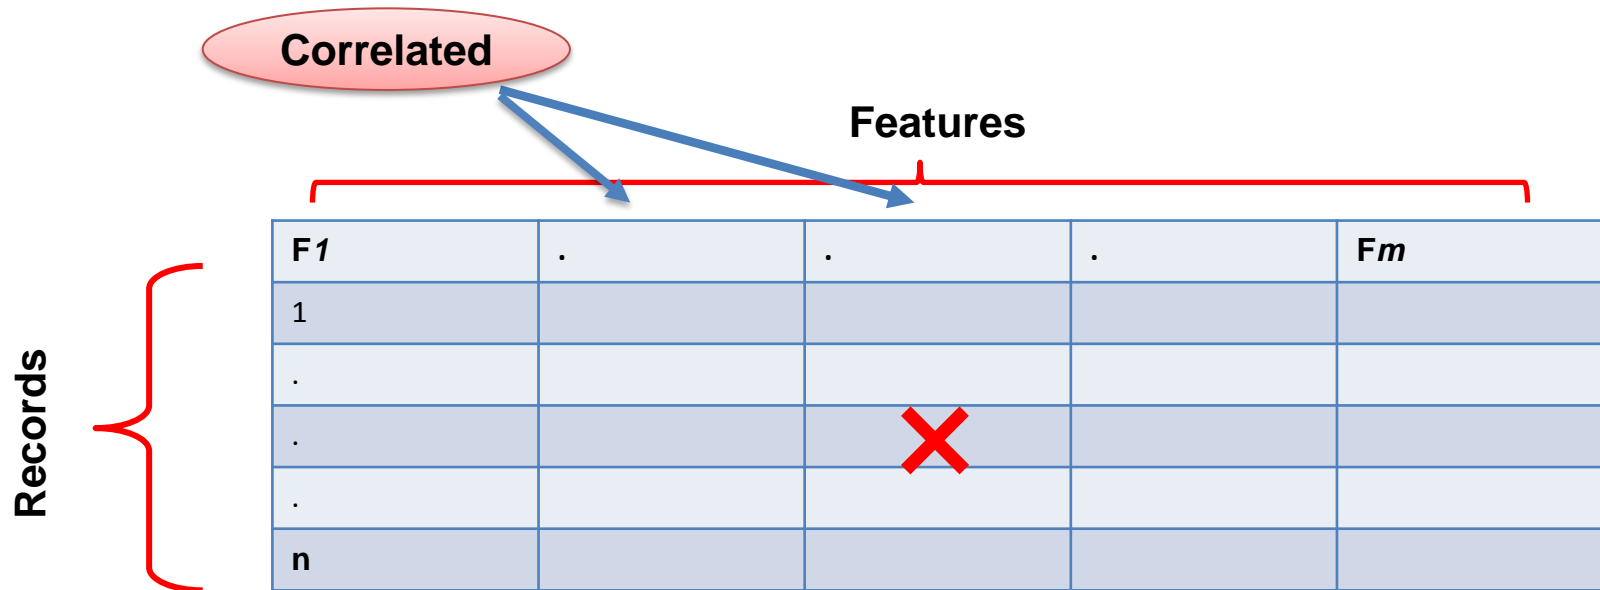 Correlated
Features
F1 . . . Fm
1
.
.
.
n
Records